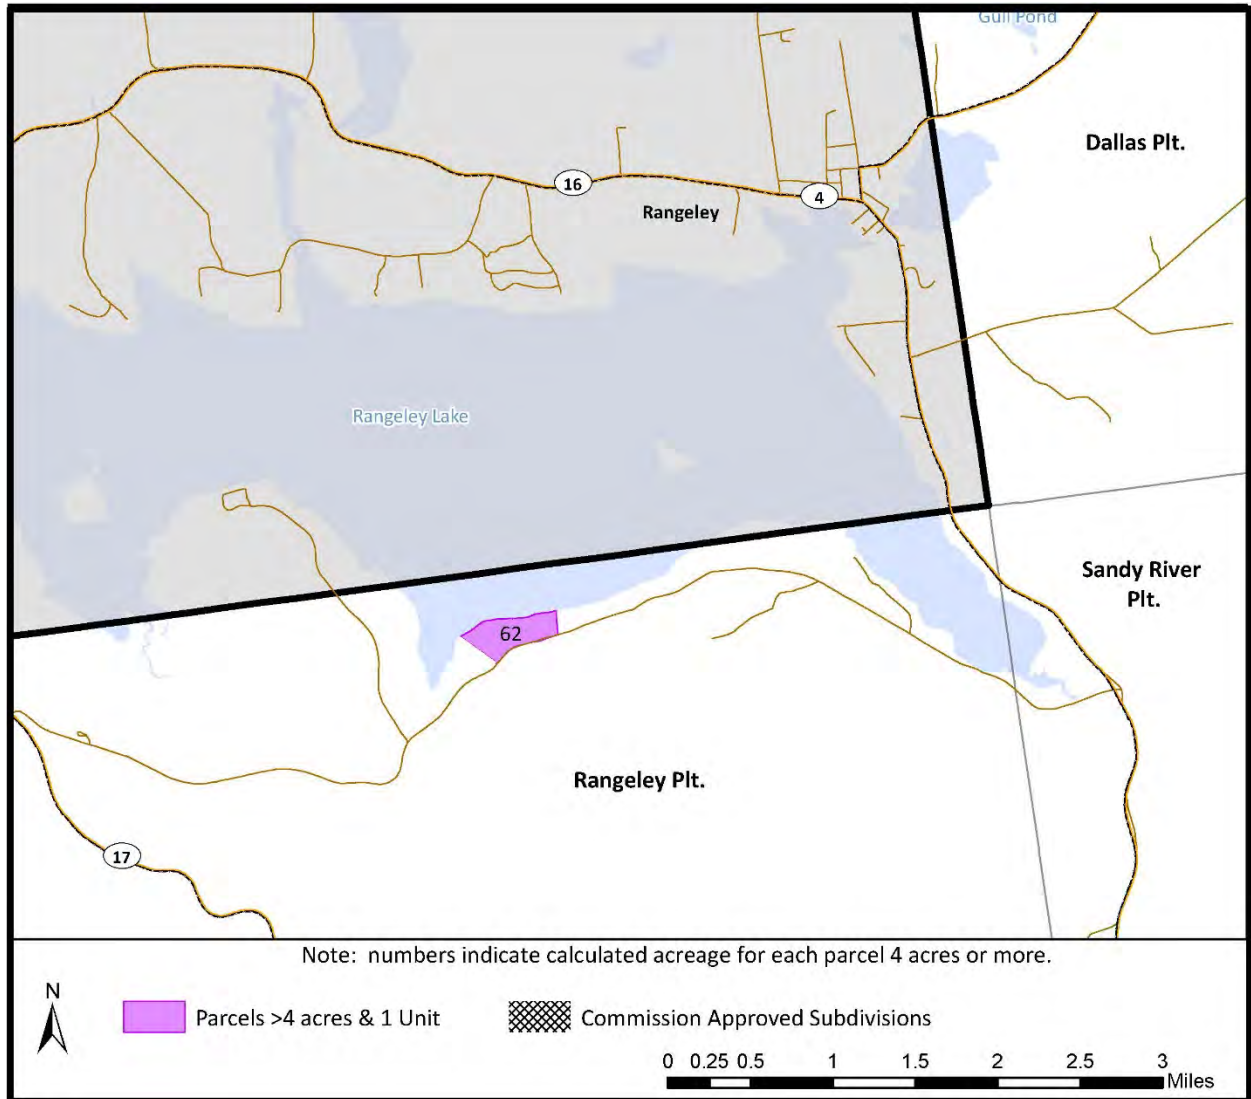 Gull Pond
Dallas Plt.
16
4
Rangeley
Rangeley Lake
Sandy River
Plt.
62
Rangeley Plt.
17
Note: numbers indicate calculated acreage for each parcel 4 acres or more.
N
Parcels >4 acres & 1 Unit
Commission Approved Subdivisions
0 0.25 0.5 1 1.5 2 2.5 3
Miles